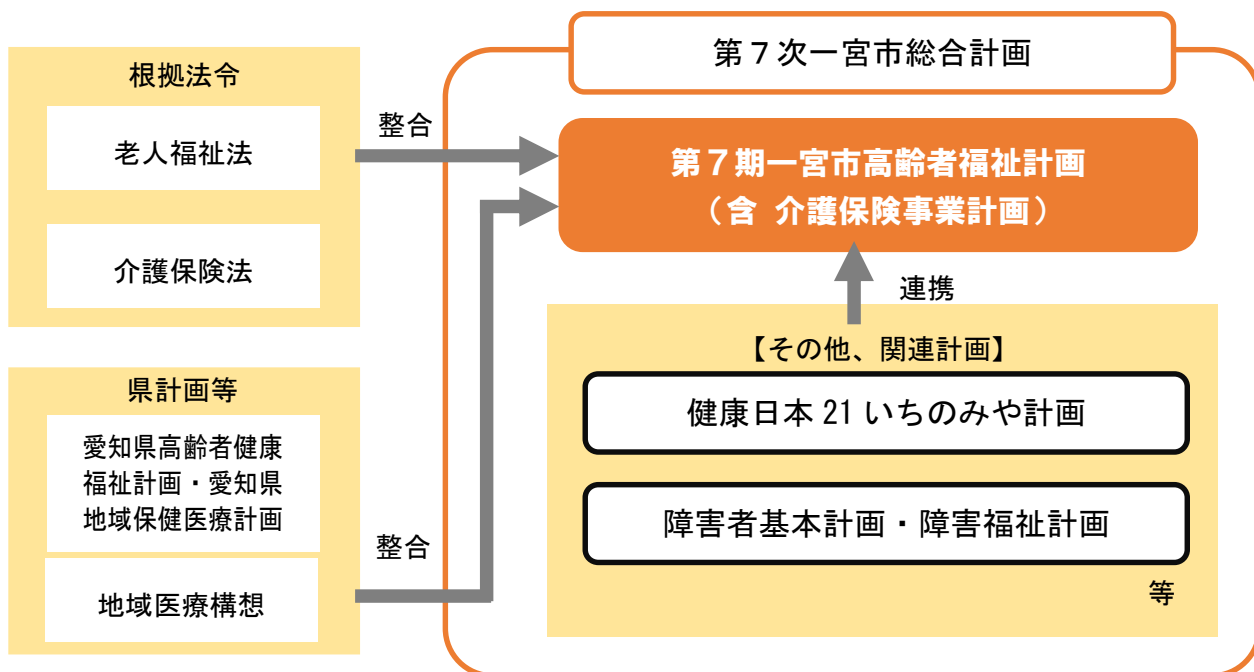 根拠法令
老人福祉法
介護保険法
県計画等
愛知県高齢者健康
福祉計画・愛知県
地域保健医療計画
地域医療構想
整合
整合
第７次一宮市総合計画
第７期一宮市高齢者福祉計画
（含 介護保険事業計画）
連携
【その他、関連計画】
健康日本 21 いちのみや計画
障害者基本計画・障害福祉計画
等